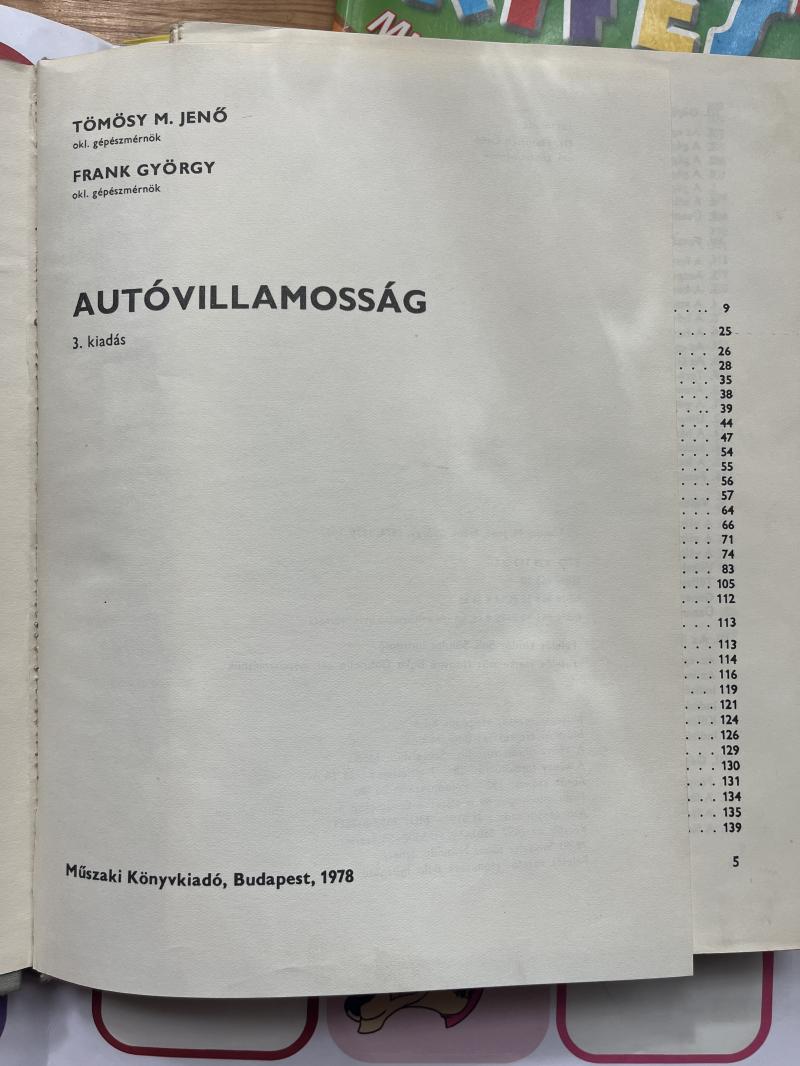 TÖMÖSY M. JENŐ
okl. gépészmérnök
FRANK GYÖRGY
okl. gépészmérnök
AUTÓVILLAMOSSÁG
3. kiadás
Műszaki Könyvkiadó, Budapest, 1978
. . . . 9
. . . . 25
. . . 26
. . . 28
. . . 35
. . . 38
. . . . 39
. . . 44
. . . 47
. . . 54
. . . 55
. . . 56
. . . 57
. . . 64
. . . 66
. . . 71
. . . 74
. . . 83
. . . 105
. . . 112
. . . 113
. . . 113
. . . 114
. . . 116
. . . 119
. . . 121
. . . 124
. . . 126
. . . 129
. . . 130
. . . 131
. . . 134
. . . 135
. . . 139
5